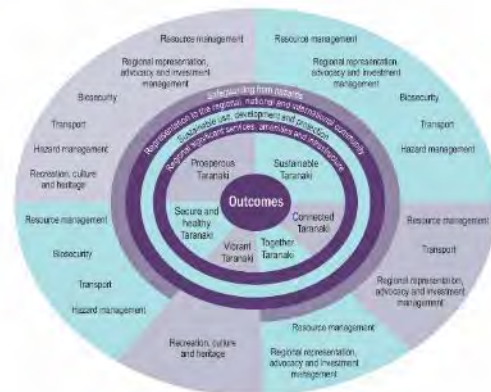 Resource management
Regional representation,
advocacy and investment
management
Biosecurity
Transport
Hazard management
Recreation, culture
and heritage
Resource management
Regional representation,
advocacy and investment
management
Biosecurity
Transport
Hazard management
Safeguarding from hazards
Representation to the regional, national and international community
Sustainable use, development and protection
Regional significant services, amenities and infrastructure
Prosperous
Taranaki
Sustainable
Taranaki
Outcomes
Secure and
healthy
Taranaki
Connected
Taranaki
Vibrant
Taranaki
Together
Taranaki
Resource management
Biosecurity
Transport
Hazard management
Resource management
Transport
Regional representation,
advocacy and investment
management
Recreation, culture
and heritage
Resource management
Regional representation,
advocacy and investment
management